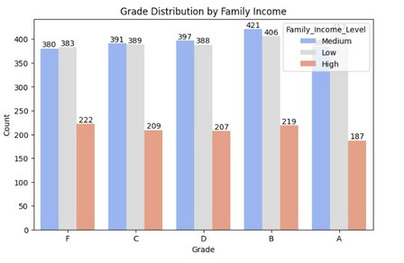 Grade Distribution by Family Income
Family_Income_Level
Medium
Low
High
Count
400
350
300
250
200
150
100
50
0
380 383 222
391 389 209
397 388 207
421 406 219
187
F C D B A
Grade